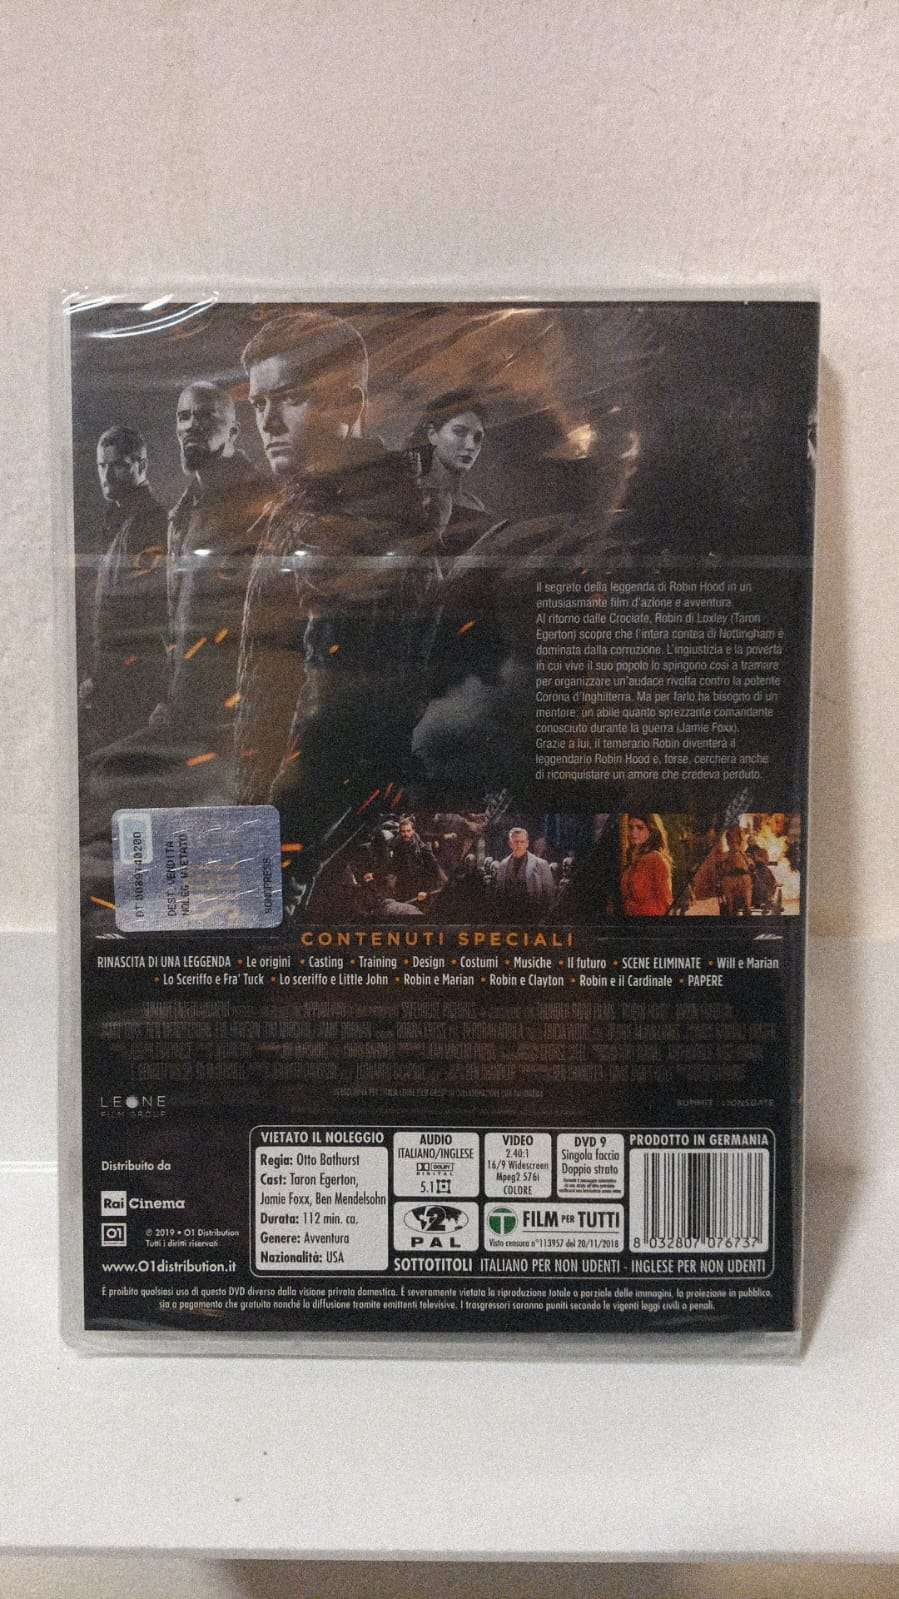 Il segreto della leggenda di Robin Hood in un
entusiasmante film d'azione e avventura.
Al ritorno dalle Crociate, Robin di Loxley (Taron
Egerton) scopre che l'intera contea di Nottingham è
dominata dalla corruzione. L'ingiustizia e la povertà
in cui vive il suo popolo lo spingono così a tramare
per organizzare un'audace rivolta contro la potente
Corona d'Inghilterra. Ma per farlo ha bisogno di un
mentore: un abile quanto sprezzante comandante
conosciuto durante la guerra (Jamie Foxx).
Grazie a lui, il temerario Robin diventerà il
leggendario Robin Hood e, forse, cercherà anche
di riconquistare un amore che credeva perduto.
DEST.VENDITA
NOLEG.VIETATO
CONTENUTI SPECIALI
RINASCITA DI UNA LEGGENDA • Le origini • Casting • Training • Design • Costumi • Musiche • Il futuro • SCENE ELIMINATE • Will e Marian
• Lo Sceriffo e Fra' Tuck • Lo sceriffo e Little John • Robin e Marian • Robin e Clayton • Robin e il Cardinale • PAPERE
LEONE
FILM GROUP
SUMMIT LIONSGATE
Distribuito da
Rai Cinema
01
© 2019 • 01 Distribution
Tutti i diritti riservati
www.01distribution.it
VIETATO IL NOLEGGIO
Regia: Otto Bathurst
Cast: Taron Egerton,
Jamie Foxx, Ben Mendelsohn
Durata: 112 min. ca.
Genere: Avventura
Nazionalità: USA
AUDIO
ITALIANO/INGLESE
DOLBY
DIGITAL
5.1
VIDEO
2.40:1
16/9 Widescreen
Mpeg2 576i
COLORE
DVD 9
Singola faccia
Doppio strato
PRODOTTO IN GERMANIA
8 032807 076737
2
PAL
T FILM PER TUTTI
Visto censura n°113957 del 20/11/2018
SOTTOTITOLI ITALIANO PER NON UDENTI - INGLESE PER NON UDENTI
È proibito qualsiasi uso di questo DVD diverso dalla visione privata domestica. È severamente vietata la riproduzione totale o parziale delle immagini, la proiezione in pubblico,
sia a pagamento che gratuita nonché la diffusione tramite emittenti televisive. I trasgressori saranno puniti secondo le vigenti leggi civili o penali.